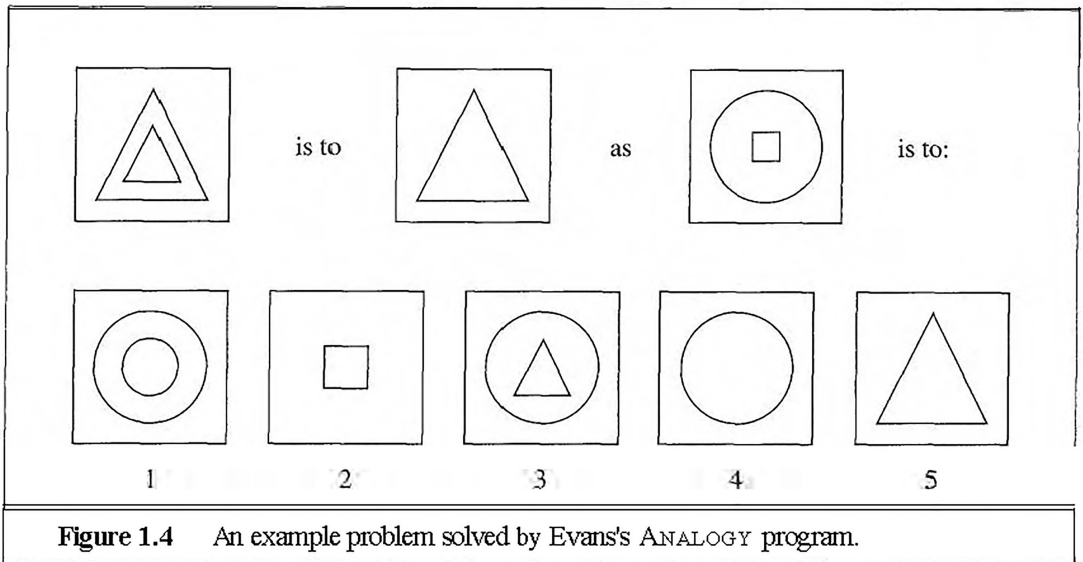 is to as is to:
1 2 3 4 5
Figure 1.4 An example problem solved by Evans's ANALOGY program.